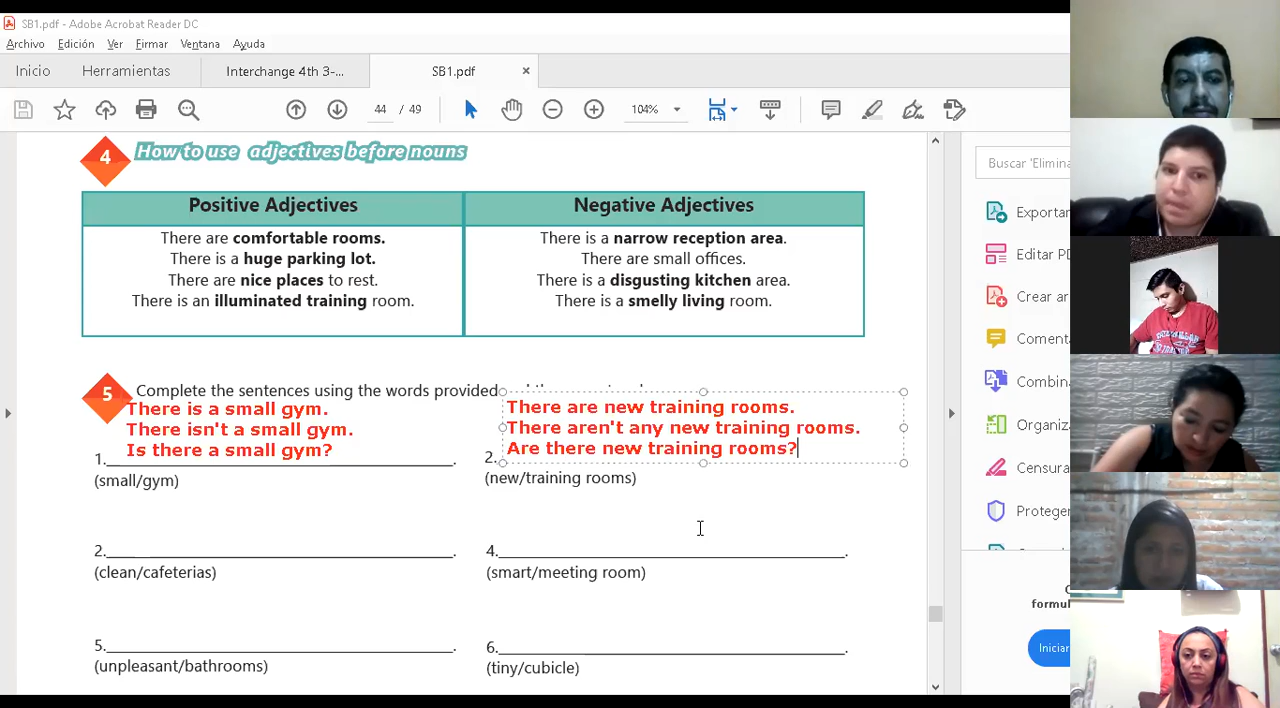 SB1.pdf - Adobe Acrobat Reader DC
Archivo Edición Ver Firmar Ventana Ayuda
Inicio Herramientas Interchange 4th 3-... SB1.pdf ×
44 / 49 104%
4 How to use adjectives before nouns
Positive Adjectives
There are comfortable rooms.
There is a huge parking lot.
There are nice places to rest.
There is an illuminated training room.
Negative Adjectives
There is a narrow reception area.
There are small offices.
There is a disgusting kitchen area.
There is a smelly living room.
5 Complete the sentences using the words provided
There is a small gym.
There isn't a small gym.
Is there a small gym?
1.
(small/gym)
There are new training rooms.
There aren't any new training rooms.
Are there new training rooms?
2.
(new/training rooms)
2.
(clean/cafeterias)
4.
(smart/meeting room)
5.
(unpleasant/bathrooms)
6.
(tiny/cubicle)
Buscar 'Elimina
Exportar
Editar PD
Crear ar
Comenta
Combin
Organiz
Censura
Proteger
formul
Iniciar